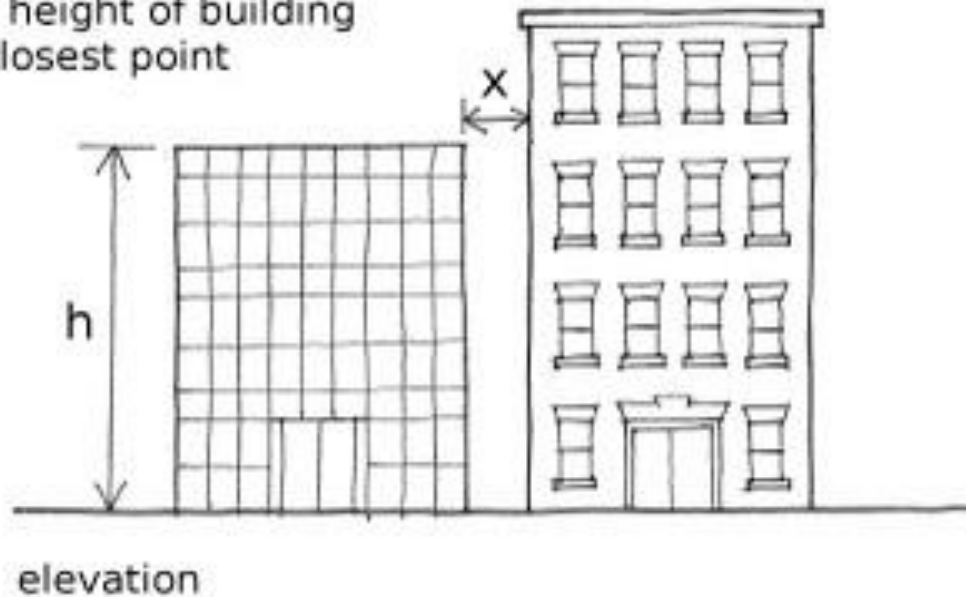 height of building
losest point
x
h
elevation